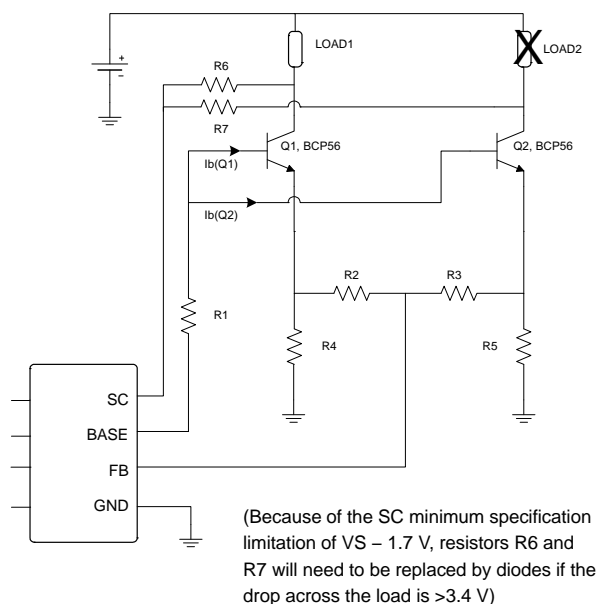 +
−
LOAD1
LOAD2
R6
R7
Q1, BCP56
Q2, BCP56
Ib(Q1)
Ib(Q2)
R2
R3
R1
R4
R5
SC
BASE
FB
GND
(Because of the SC minimum specification
limitation of VS – 1.7 V, resistors R6 and
R7 will need to be replaced by diodes if the
drop across the load is >3.4 V)